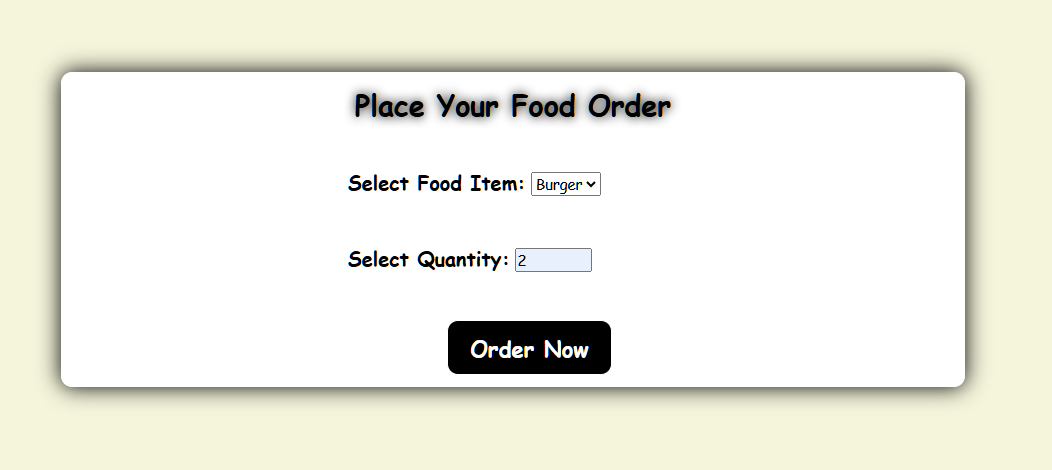 Place Your Food Order
Select Food Item: Burger
Select Quantity: 2
Order Now